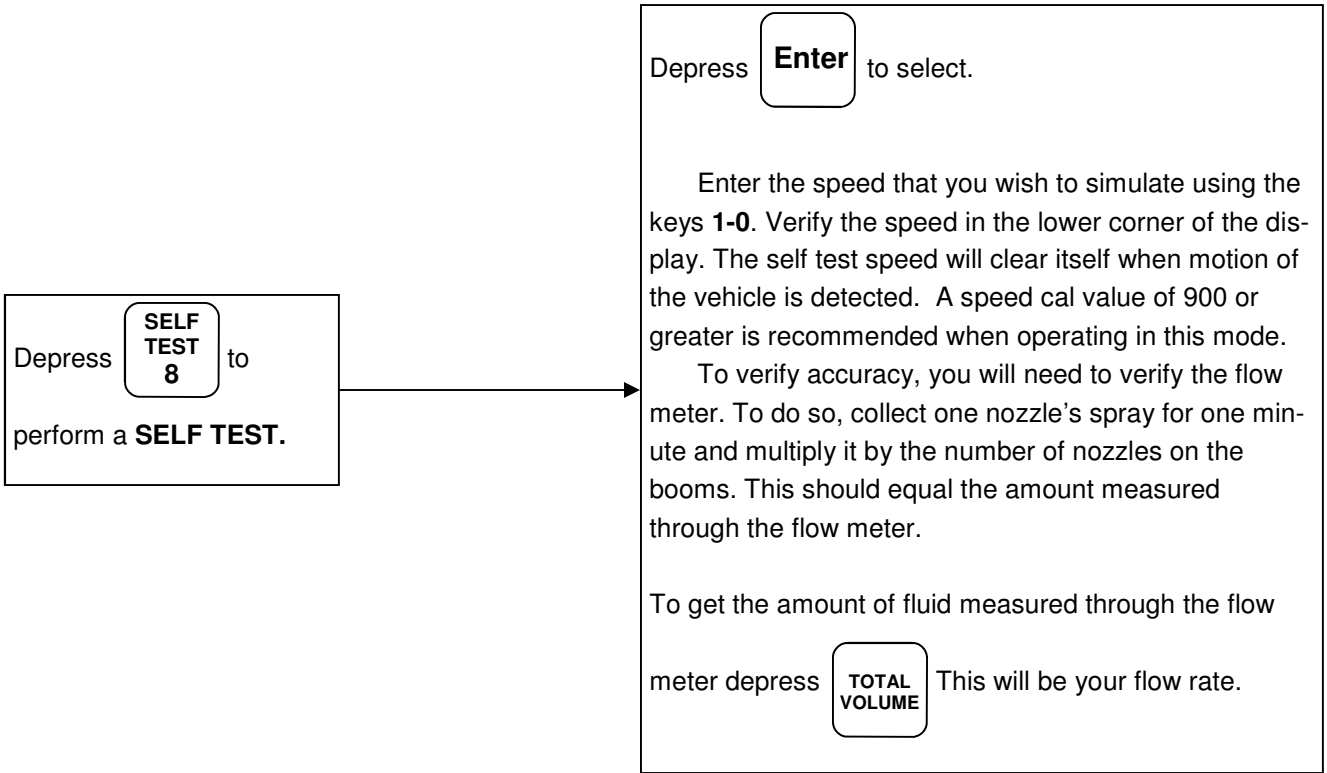 Depress SELF TEST 8 to
perform a SELF TEST.
Depress Enter to select.
Enter the speed that you wish to simulate using the
keys 1-0. Verify the speed in the lower corner of the dis-
play. The self test speed will clear itself when motion of
the vehicle is detected.  A speed cal value of 900 or
greater is recommended when operating in this mode.
To verify accuracy, you will need to verify the flow
meter. To do so, collect one nozzle's spray for one min-
ute and multiply it by the number of nozzles on the
booms. This should equal the amount measured
through the flow meter.
To get the amount of fluid measured through the flow
meter depress TOTAL VOLUME This will be your flow rate.